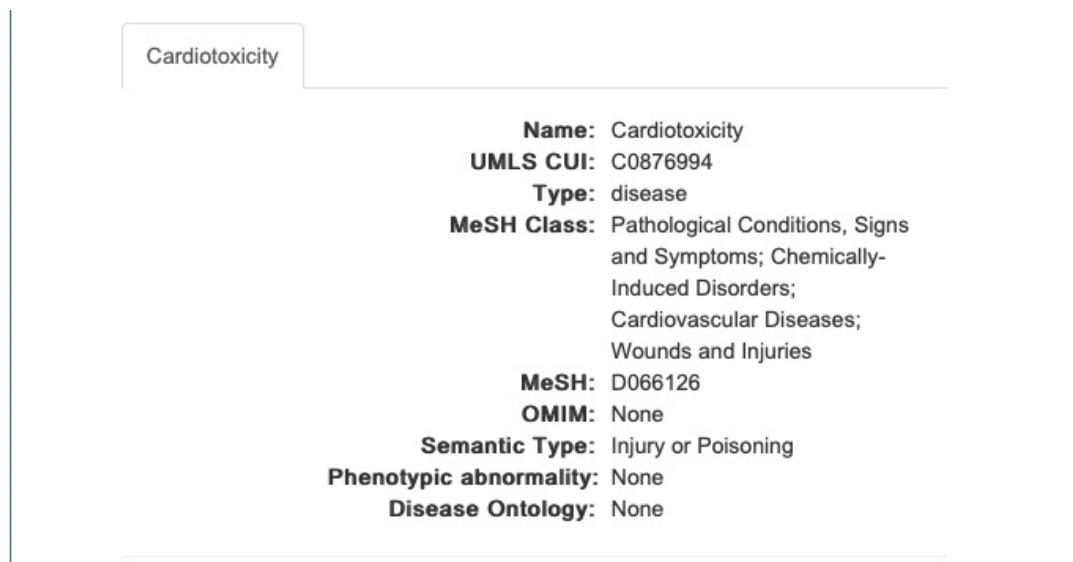 Cardiotoxicity
Name: Cardiotoxicity
UMLS CUI: C0876994
Type: disease
MeSH Class: Pathological Conditions, Signs
and Symptoms; Chemically-
Induced Disorders;
Cardiovascular Diseases;
Wounds and Injuries
MeSH: D066126
OMIM: None
Semantic Type: Injury or Poisoning
Phenotypic abnormality: None
Disease Ontology: None